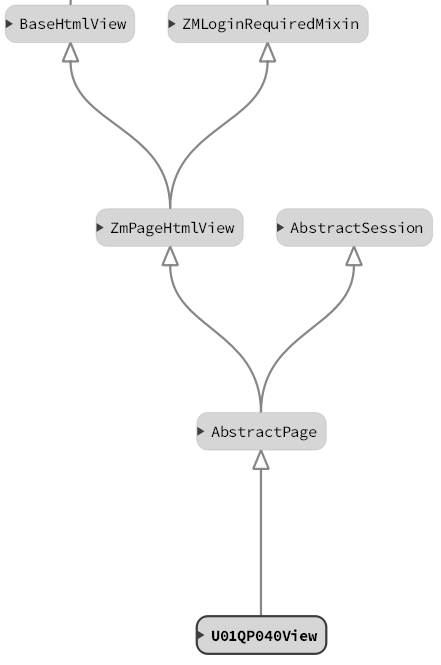 BaseHtmlView
ZMLoginRequiredMixin
ZmPageHtmlView
AbstractSession
AbstractPage
U01QP040View